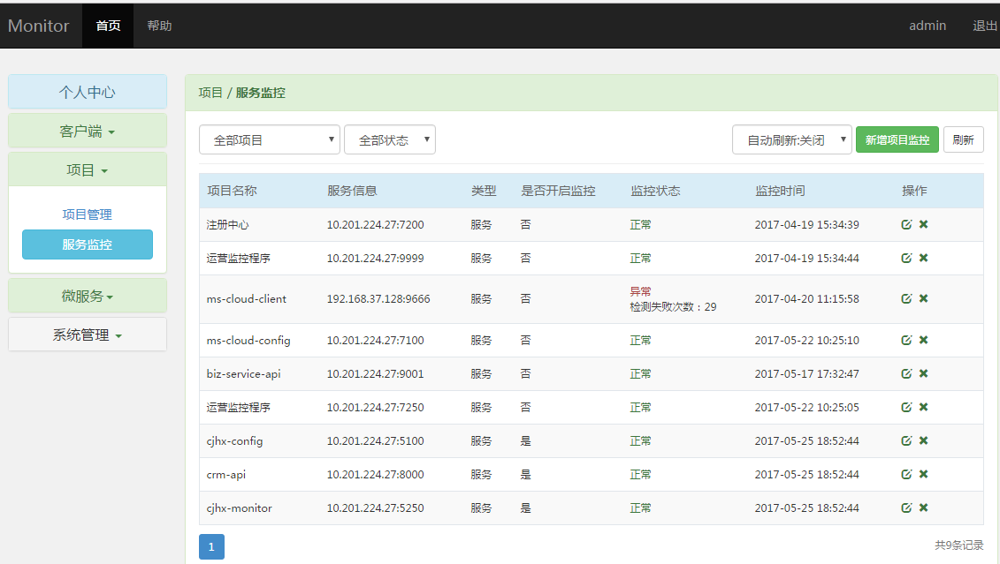 Monitor 首页 帮助 admin 退出
个人中心
客户端
项目
项目管理
服务监控
微服务
系统管理
项目 / 服务监控
全部项目 全部状态 自动刷新:关闭 新增项目监控 刷新
项目名称 服务信息 类型 是否开启监控 监控状态 监控时间 操作
注册中心 10.201.224.27:7200 服务 否 正常 2017-04-19 15:34:39
运营监控程序 10.201.224.27:9999 服务 否 正常 2017-04-19 15:34:44
ms-cloud-client 192.168.37.128:9666 服务 否 异常 2017-04-20 11:15:58
检测失败次数：29
ms-cloud-config 10.201.224.27:7100 服务 否 正常 2017-05-22 10:25:10
biz-service-api 10.201.224.27:9001 服务 否 正常 2017-05-17 17:32:47
运营监控程序 10.201.224.27:7250 服务 否 正常 2017-05-22 10:25:05
cjhx-config 10.201.224.27:5100 服务 是 正常 2017-05-25 18:52:44
crm-api 10.201.224.27:8000 服务 是 正常 2017-05-25 18:52:44
cjhx-monitor 10.201.224.27:5250 服务 是 正常 2017-05-25 18:52:44
1 共9条记录